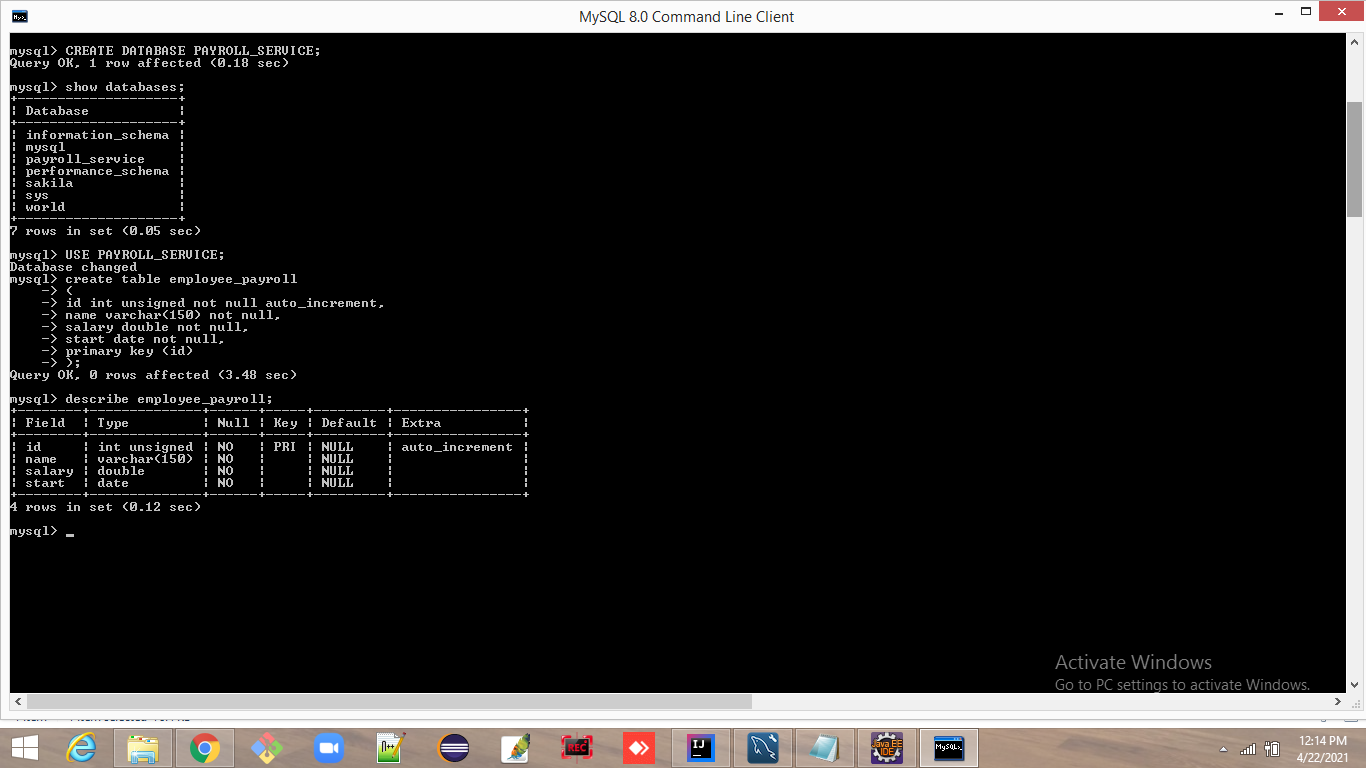 MySQL 8.0 Command Line Client
mysql> CREATE DATABASE PAYROLL_SERVICE;
Query OK, 1 row affected (0.18 sec)
mysql> show databases;
+--------------------+
| Database           |
+--------------------+
| information_schema |
| mysql              |
| payroll_service    |
| performance_schema |
| sakila             |
| sys                |
| world              |
+--------------------+
7 rows in set (0.05 sec)
mysql> USE PAYROLL_SERVICE;
Database changed
mysql> create table employee_payroll
    -> (
    -> id int unsigned not null auto_increment,
    -> name varchar(150) not null,
    -> salary double not null,
    -> start date not null,
    -> primary key (id)
    -> );
Query OK, 0 rows affected (3.48 sec)
mysql> describe employee_payroll;
+--------+--------------+------+-----+---------+----------------+
| Field  | Type         | Null | Key | Default | Extra          |
+--------+--------------+------+-----+---------+----------------+
| id     | int unsigned | NO   | PRI | NULL    | auto_increment |
| name   | varchar(150) | NO   |     | NULL    |                |
| salary | double       | NO   |     | NULL    |                |
| start  | date         | NO   |     | NULL    |                |
+--------+--------------+------+-----+---------+----------------+
4 rows in set (0.12 sec)
mysql> _
Activate Windows
Go to PC settings to activate Windows.
REC
IJ
Java EE
IDE
MySQL
12:14 PM
4/22/2021